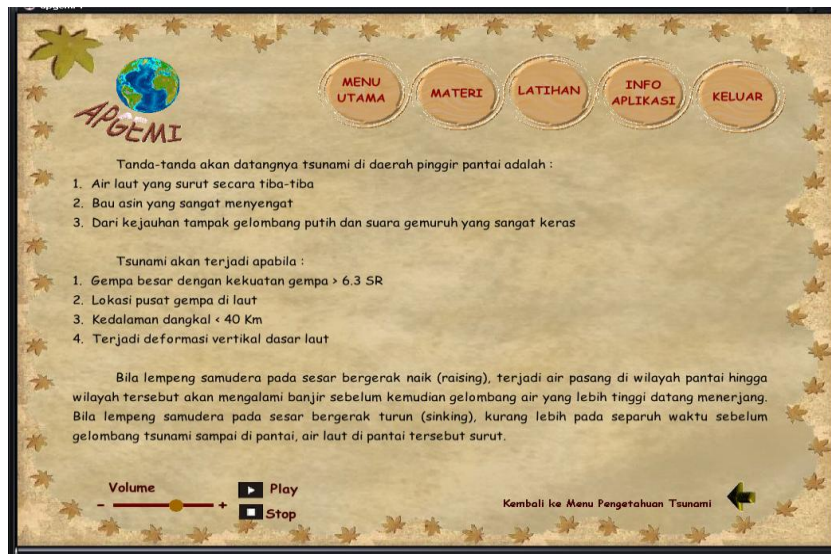 APGEMI
MENU
UTAMA
MATERI
LATIHAN
INFO
APLIKASI
KELUAR
Tanda-tanda akan datangnya tsunami di daerah pinggir pantai adalah :
1. Air laut yang surut secara tiba-tiba
2. Bau asin yang sangat menyengat
3. Dari kejauhan tampak gelombang putih dan suara gemuruh yang sangat keras
Tsunami akan terjadi apabila :
1. Gempa besar dengan kekuatan gempa > 6.3 SR
2. Lokasi pusat gempa di laut
3. Kedalaman dangkal < 40 Km
4. Terjadi deformasi vertikal dasar laut
Bila lempeng samudera pada sesar bergerak naik (raising), terjadi air pasang di wilayah pantai hingga
wilayah tersebut akan mengalami banjir sebelum kemudian gelombang air yang lebih tinggi datang menerjang.
Bila lempeng samudera pada sesar bergerak turun (sinking), kurang lebih pada separuh waktu sebelum
gelombang tsunami sampai di pantai, air laut di pantai tersebut surut.
Volume
- +
Play
Stop
Kembali ke Menu Pengetahuan Tsunami